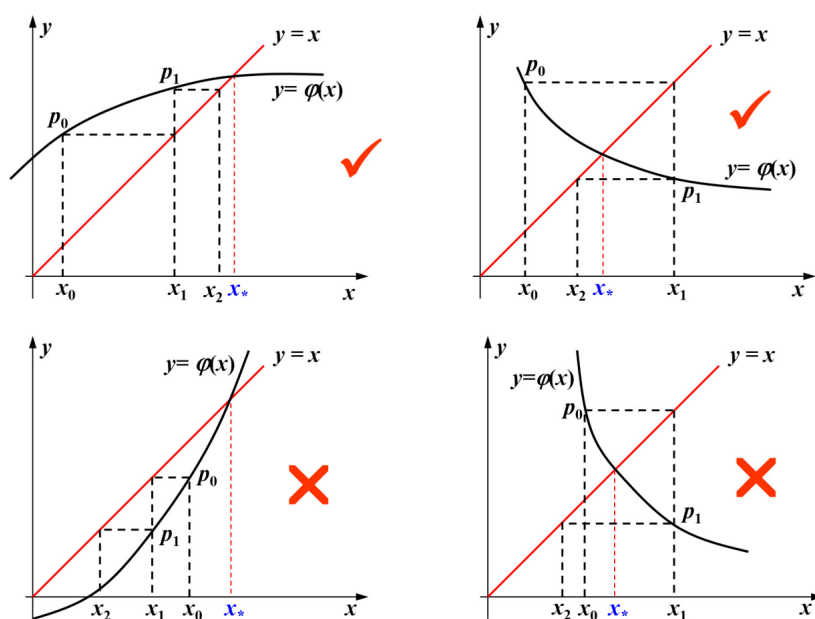 y
y = x
p₁
y= φ(x)
p₀
x₀
x₁
x₂
x*
x
y
y = x
p₀
y= φ(x)
p₁
x₀
x₂
x*
x₁
x
y
y= φ(x)
y = x
p₀
p₁
x₂
x₁
x₀
x*
x
y
y = x
y=φ(x)
p₀
p₁
x₂
x₀
x*
x₁
x